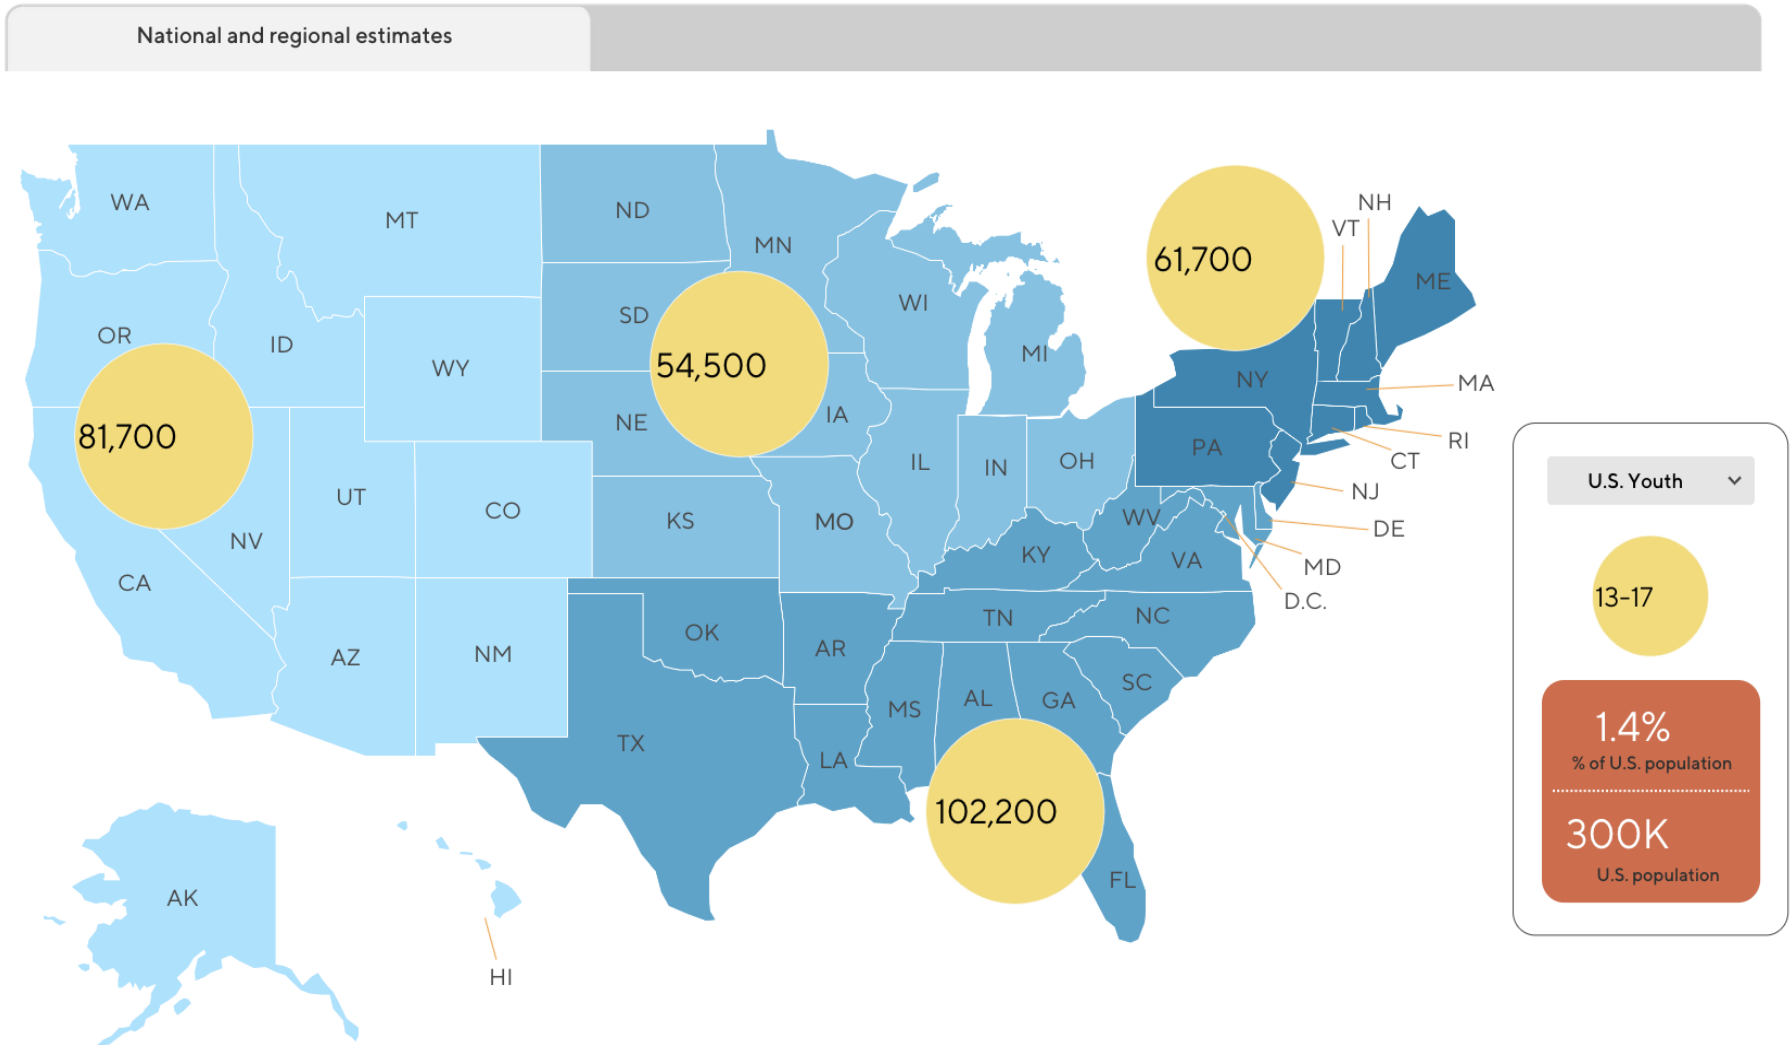 National and regional estimates
WA
MT
ND
MN
OR
ID
WY
SD
WI
MI
NH
VT
ME
61,700
54,500
81,700
NE
IA
NY
MA
RI
CT
NJ
DE
MD
D.C.
PA
IL
IN
OH
UT
CO
KS
MO
NV
CA
WV
VA
KY
TN
NC
AZ
NM
OK
AR
SC
MS
AL
GA
TX
LA
102,200
FL
AK
HI
U.S. Youth
13-17
1.4%
% of U.S. population
300K
U.S. population